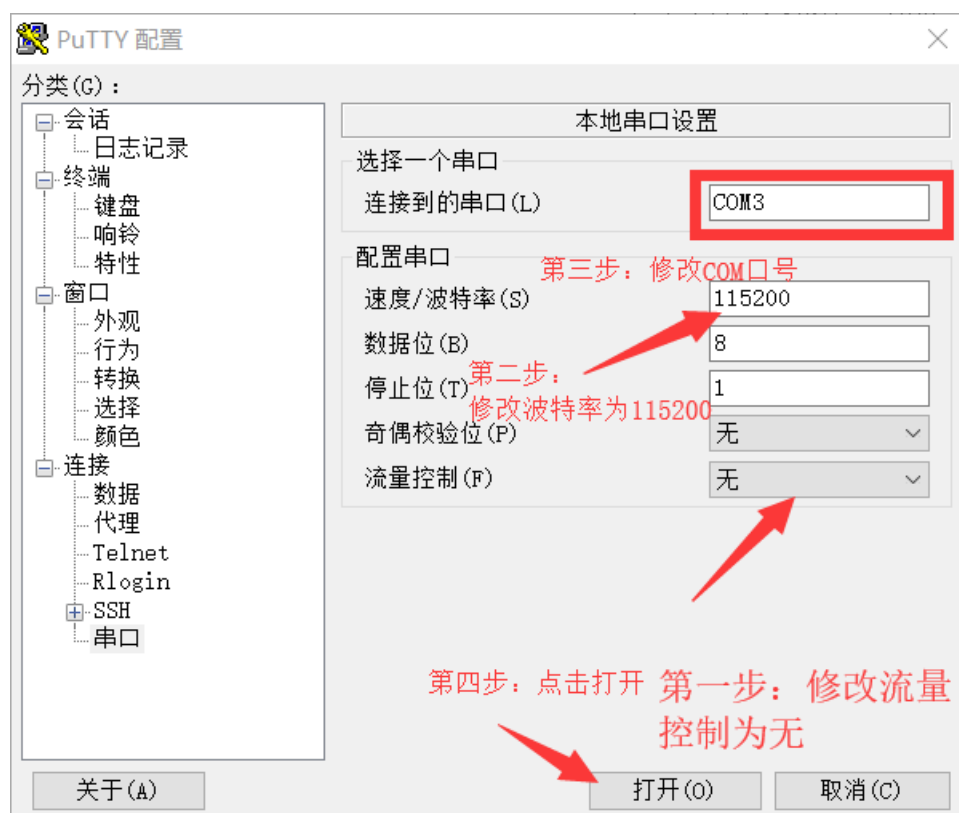 PuTTY 配置
分类(G)：
会话
日志记录
终端
键盘
响铃
特性
窗口
外观
行为
转换
选择
颜色
连接
数据
代理
Telnet
Rlogin
SSH
串口
本地串口设置
选择一个串口
连接到的串口(L)
COM3
配置串口
第三步：修改COM口号
速度/波特率(S)
115200
数据位(B)
8
第二步：
修改波特率为115200
停止位(T)
1
奇偶校验位(P)
无
流量控制(F)
无
第四步：点击打开
第一步：修改流量
控制为无
关于(A)
打开(O)
取消(C)